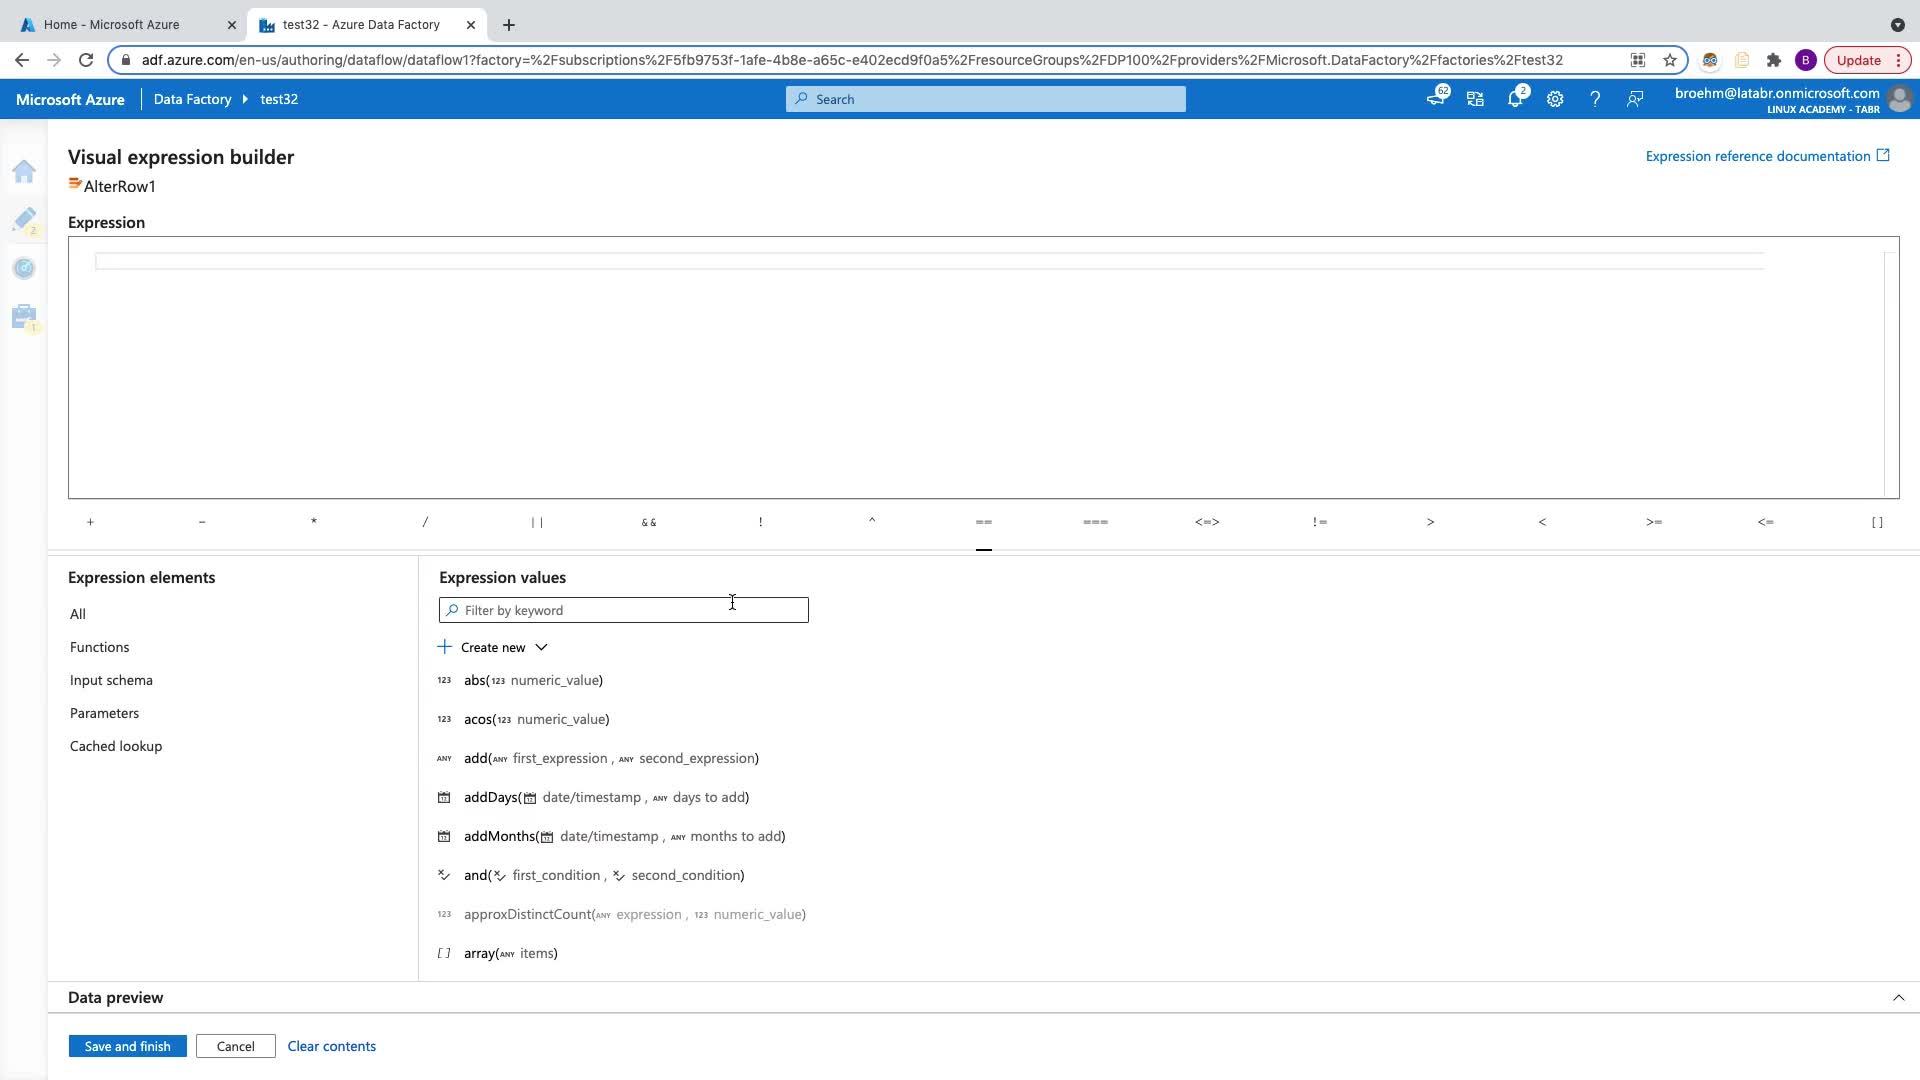 Home - Microsoft Azure
test32 - Azure Data Factory
adf.azure.com/en-us/authoring/dataflow/dataflow1?factory=%2Fsubscriptions%2F5fb9753f-1afe-4b8e-a65c-e402ecd9f0a5%2FresourceGroups%2FDP100%2Fproviders%2FMicrosoft.DataFactory%2Ffactories%2Ftest32
B
Update
Microsoft Azure
Data Factory
test32
Search
62
2
broehm@latabr.onmicrosoft.com
LINUX ACADEMY - TABR
Visual expression builder
Expression reference documentation
AlterRow1
2
1
Expression
+ - * / || && ! ^ == === <=> != > < >= <= []
Expression elements
All
Functions
Input schema
Parameters
Cached lookup
Expression values
Filter by keyword
Create new
123 abs(123 numeric_value)
123 acos(123 numeric_value)
ANY add(ANY first_expression , ANY second_expression)
addDays( date/timestamp , ANY days to add)
addMonths( date/timestamp , ANY months to add)
and( first_condition , second_condition)
123 approxDistinctCount(ANY expression , 123 numeric_value)
[] array(ANY items)
Data preview
Save and finish
Cancel
Clear contents